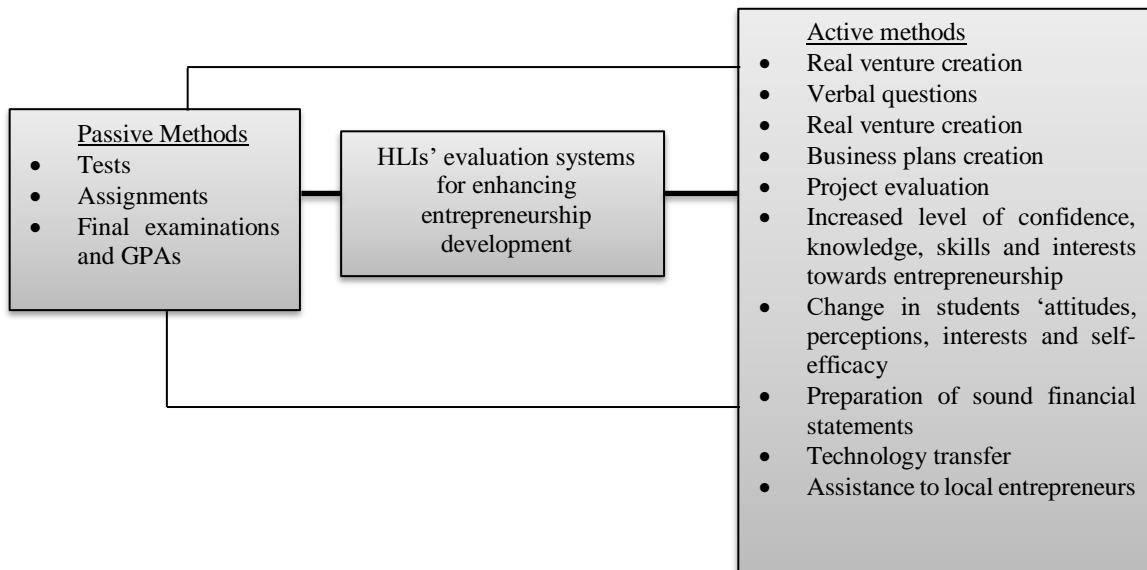 Passive Methods
• Tests
• Assignments
• Final examinations
and GPAs
HLIs’ evaluation systems
for enhancing
entrepreneurship
development
Active methods
• Real venture creation
• Verbal questions
• Real venture creation
• Business plans creation
• Project evaluation
• Increased level of confidence,
knowledge, skills and interests
towards entrepreneurship
• Change in students ‘attitudes,
perceptions, interests and self-
efficacy
• Preparation of sound financial
statements
• Technology transfer
• Assistance to local entrepreneurs